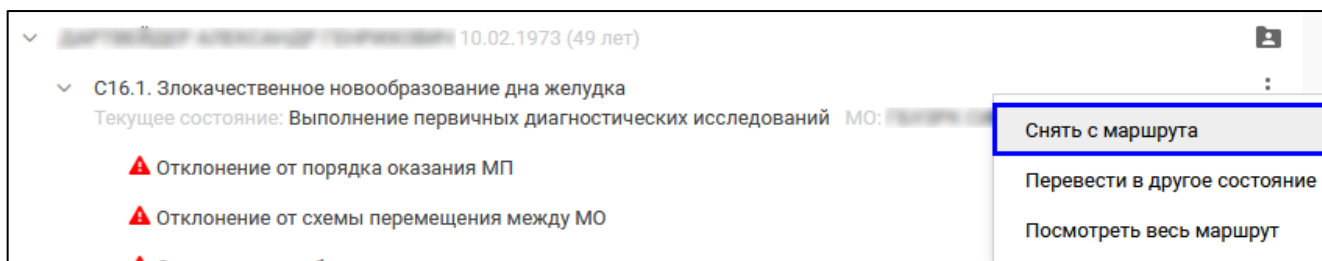 10.02.1973 (49 лет)
C16.1. Злокачественное новообразование дна желудка
Текущее состояние: Выполнение первичных диагностических исследований МО:
Снять с маршрута
Отклонение от порядка оказания МП
Перевести в другое состояние
Отклонение от схемы перемещения между МО
Посмотреть весь маршрут